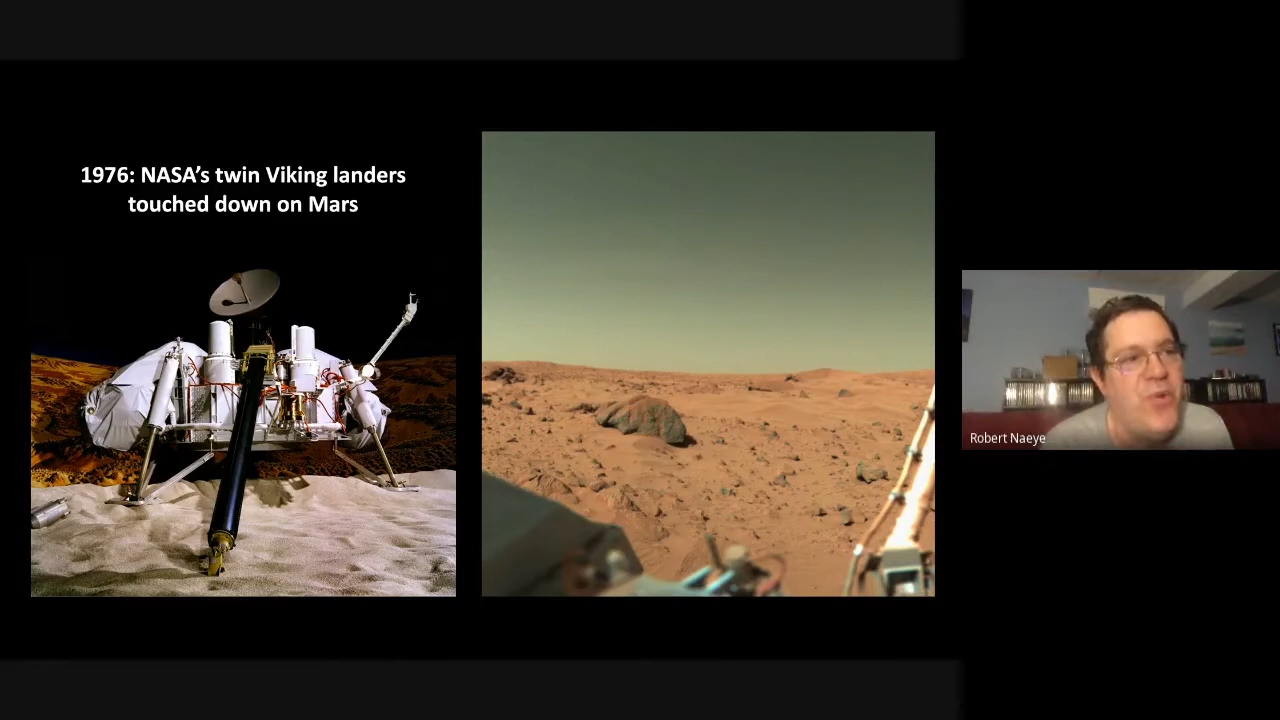 1976: NASA’s twin Viking landers
touched down on Mars
Robert Naeye